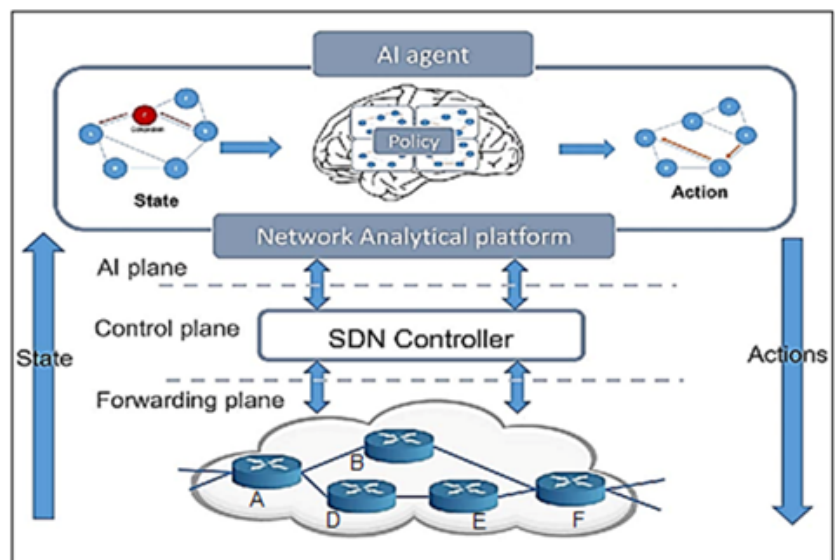 AI agent
Policy
State
Action
Network Analytical platform
AI plane
Control plane
SDN Controller
State
Actions
Forwarding plane
B
A
D
E
F